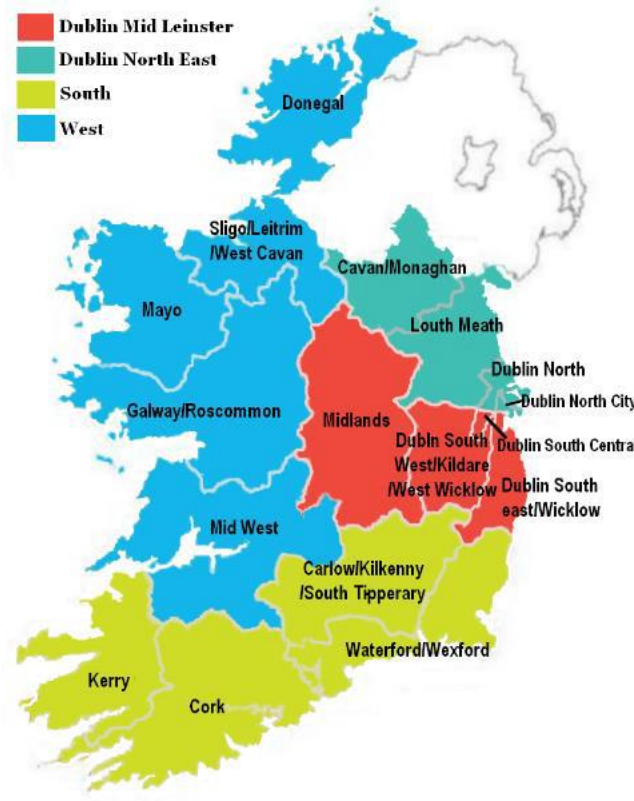 Dublin Mid Leinster
Dublin North East
South
West
Donegal
Sligo/Leitrim
/West Cavan
Cavan/Monaghan
Mayo
Louth Meath
Dublin North
Dublin North City
Galway/Roscommon
Midlands
Dubln South
West/Kildare
/West Wicklow
Dublin South Centra
Dublin South
east/Wicklow
Mid West
Carlow/Kilkenny
/South Tipperary
Waterford/Wexford
Kerry
Cork